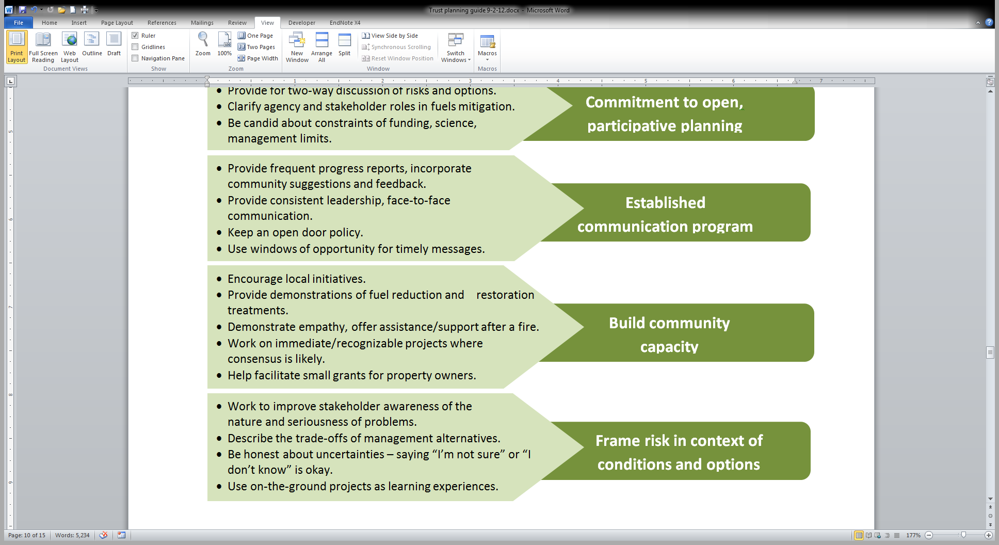 Trust planning guide 9-2-12.docx - Microsoft Word
File Home Insert Page Layout References Mailings Review View Developer EndNote X4
Print Layout
Full Screen Reading
Web Layout
Outline
Draft
Document Views
Ruler
Gridlines
Navigation Pane
Show
Zoom
100%
One Page
Two Pages
Page Width
Zoom
New Window
Arrange All
Split
View Side by Side
Synchronous Scrolling
Reset Window Position
Switch Windows
Window
Macros
Macros
1 2 3 4 5 6 7
5
6
7
8
9
• Provide for two-way discussion of risks and options.
• Clarify agency and stakeholder roles in fuels mitigation.
• Be candid about constraints of funding, science,
management limits.
Commitment to open,
participative planning
• Provide frequent progress reports, incorporate
community suggestions and feedback.
• Provide consistent leadership, face-to-face
communication.
• Keep an open door policy.
• Use windows of opportunity for timely messages.
Established
communication program
• Encourage local initiatives.
• Provide demonstrations of fuel reduction and restoration
treatments.
• Demonstrate empathy, offer assistance/support after a fire.
• Work on immediate/recognizable projects where
consensus is likely.
• Help facilitate small grants for property owners.
Build community
capacity
• Work to improve stakeholder awareness of the
nature and seriousness of problems.
• Describe the trade-offs of management alternatives.
• Be honest about uncertainties – saying “I’m not sure” or “I
don’t know” is okay.
• Use on-the-ground projects as learning experiences.
Frame risk in context of
conditions and options
Page: 10 of 15 Words: 5,234 177%